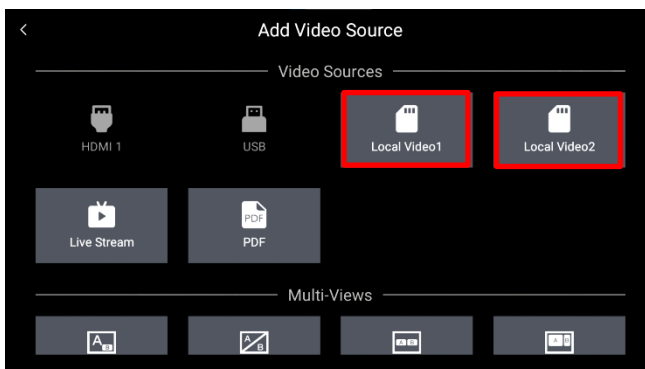 Add Video Source
Video Sources
HDMI 1 USB Local Video1 Local Video2
PDF
Live Stream PDF
Multi-Views
A B A B A B A B